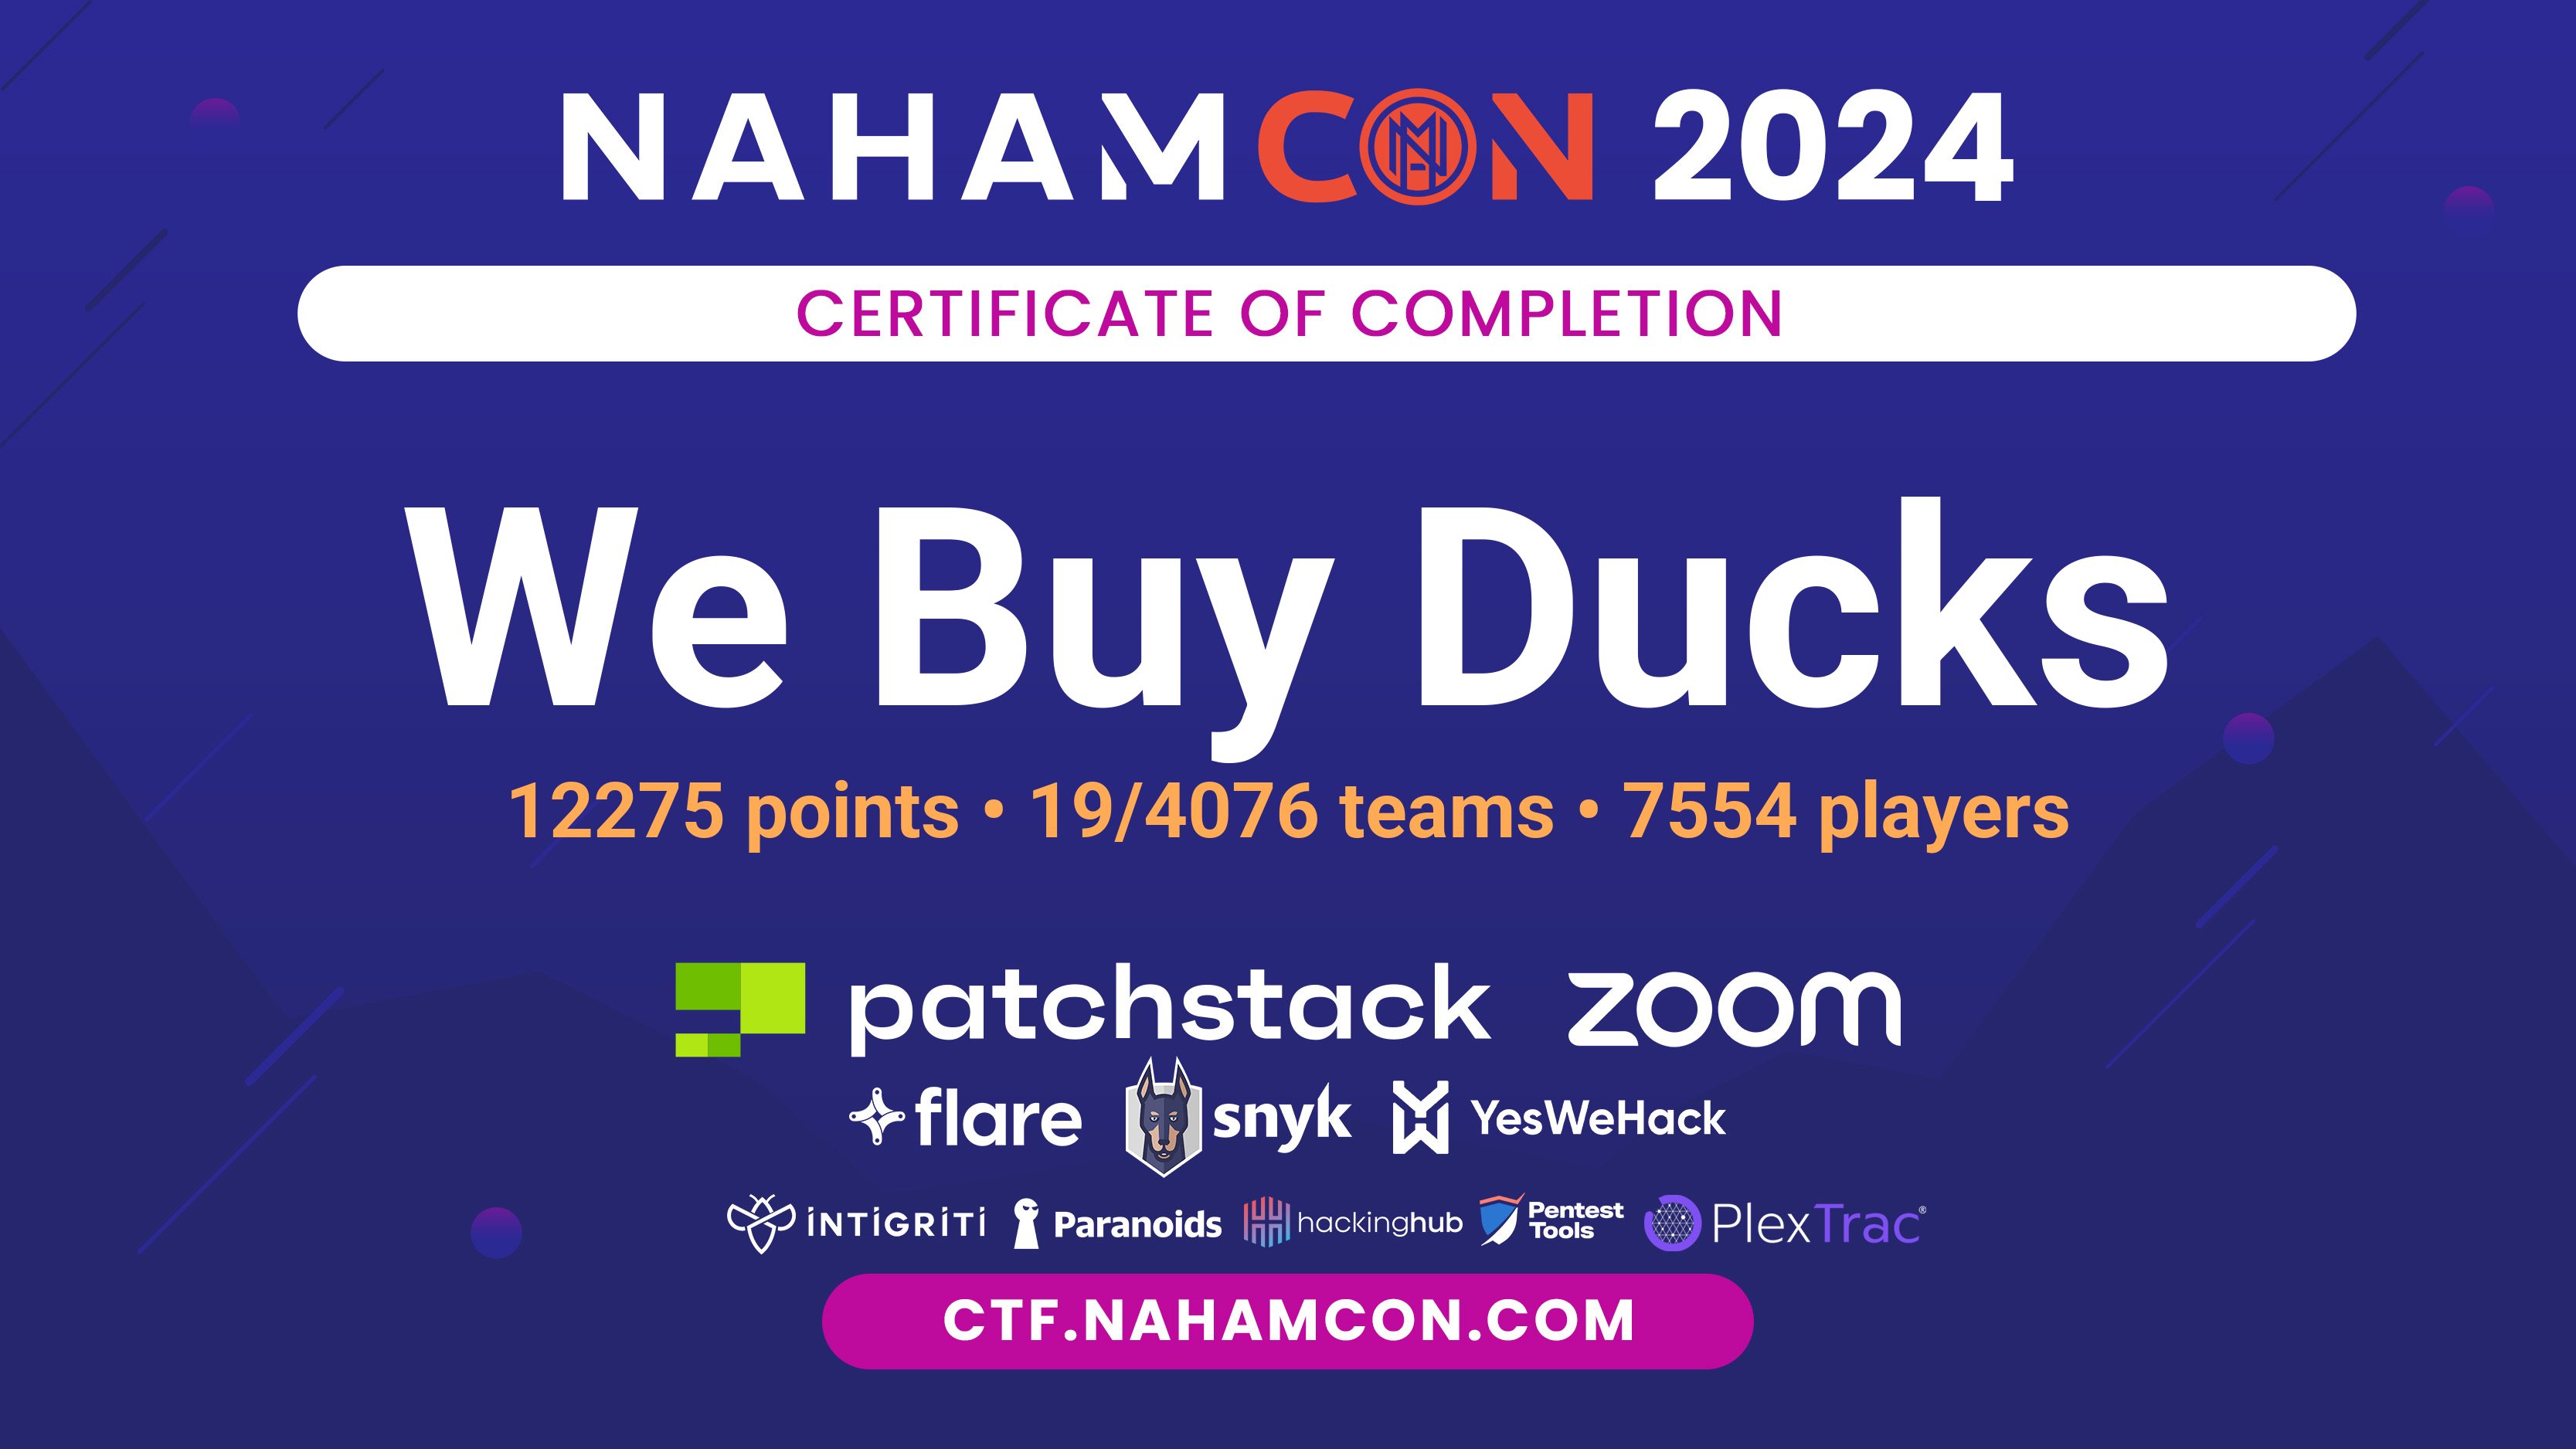 NAHAMCON 2024
CERTIFICATE OF COMPLETION
We Buy Ducks
12275 points • 19/4076 teams • 7554 players
patchstack zoom
flare snyk YesWeHack
INTIGRITI Paranoids hackinghub Pentest Tools PlexTrac®
CTF.NAHAMCON.COM